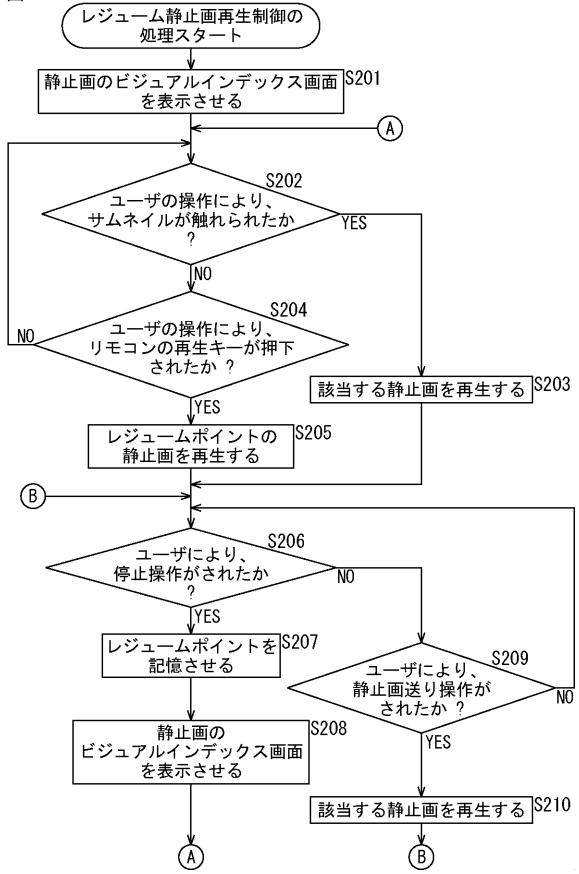 レジューム静止画再生制御の
処理スタート
静止画のビジュアルインデックス画面
を表示させる
S201
A
S202
ユーザの操作により、
サムネイルが触れられたか
?
YES
NO
S204
ユーザの操作により、
リモコンの再生キーが押下
されたか ?
NO
YES
該当する静止画を再生する
S203
レジュームポイントの
静止画を再生する
S205
B
S206
ユーザにより、
停止操作がされたか
?
NO
YES
レジュームポイントを
記憶させる
S207
S209
ユーザにより、
静止画送り操作が
されたか ?
NO
YES
静止画の
ビジュアルインデックス画面
を表示させる
S208
該当する静止画を再生する
S210
A
B